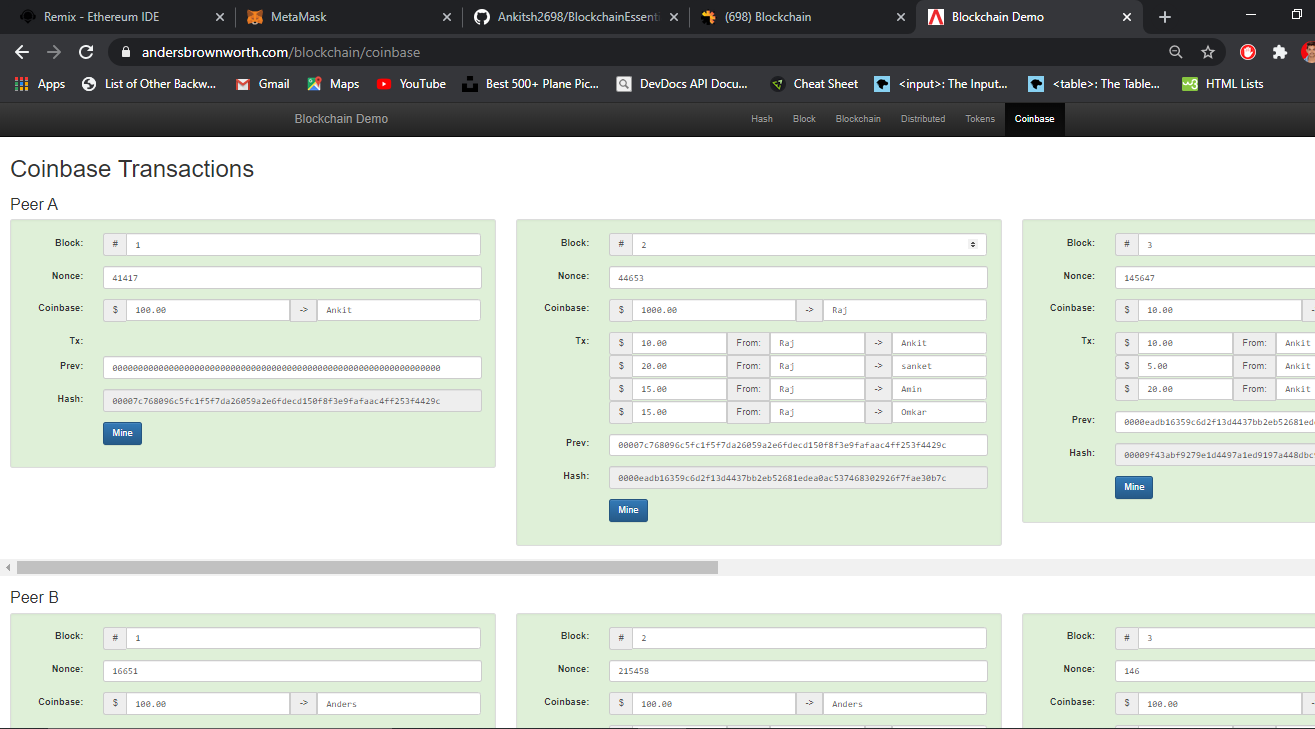 Remix - Ethereum IDE MetaMask Ankitsh2698/BlockchainEssenti (698) Blockchain Blockchain Demo
andersbrownworth.com/blockchain/coinbase
Apps List of Other Backw... Gmail Maps YouTube Best 500+ Plane Pic... DevDocs API Docu... Cheat Sheet <input>: The Input... <table>: The Table... HTML Lists
Blockchain Demo Hash Block Blockchain Distributed Tokens Coinbase
Coinbase Transactions
Peer A
Block: # 1
Nonce: 41417
Coinbase: $ 100.00 -> Ankit
Tx:
Prev: 0000000000000000000000000000000000000000000000000000000000000000
Hash: 00007c768096c5fc1f5f7da26059a2e6fdecd150f8f3e9fafaac4ff253f4429c
Mine
Block: # 2
Nonce: 44653
Coinbase: $ 1000.00 -> Raj
Tx: $ 10.00 From: Raj -> Ankit
$ 20.00 From: Raj -> sanket
$ 15.00 From: Raj -> Amin
$ 15.00 From: Raj -> Omkar
Prev: 00007c768096c5fc1f5f7da26059a2e6fdecd150f8f3e9fafaac4ff253f4429c
Hash: 0000eadb16359c6d2f13d4437bb2eb52681edea0ac537468302926f7fae30b7c
Mine
Block: # 3
Nonce: 145647
Coinbase: $ 10.00
Tx: $ 10.00 From: Ankit
$ 5.00 From: Ankit
$ 20.00 From: Ankit
Prev: 0000eadb16359c6d2f13d4437bb2eb52681ed
Hash: 00009f43abf9279e1d4497a1ed9197a448dbc
Mine
Peer B
Block: # 1
Nonce: 16651
Coinbase: $ 100.00 -> Anders
Block: # 2
Nonce: 215458
Coinbase: $ 100.00 -> Anders
Block: # 3
Nonce: 146
Coinbase: $ 100.00